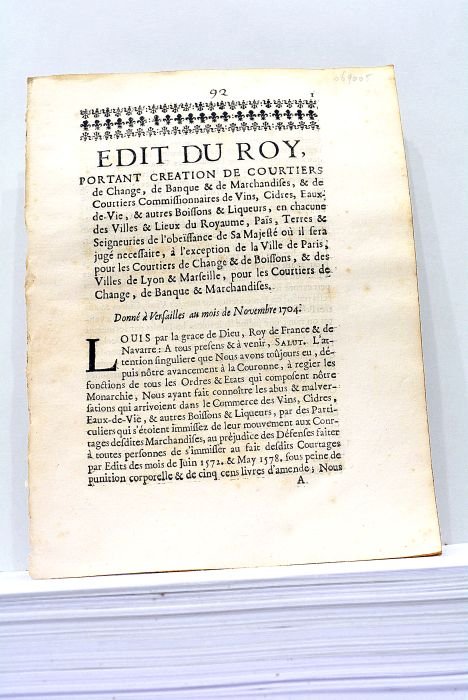 069005
92
1
EDIT DU ROY,
PORTANT CREATION DE COURTIERS
de Change, de Banque & de Marchandises, & de
Courtiers Commissionnaires de Vins, Cidres, Eaux-
de-Vie, & autres Boissons & Liqueurs, en chacune
des Villes & Lieux du Royaume, Païs, Terres &
Seigneuries de l'obeïssance de Sa Majesté où il sera
jugé necessaire, à l'exception de la Ville de Paris,
pour les Courtiers de Change & de Boissons, & des
Villes de Lyon & Marseille, pour les Courtiers de
Change, de Banque & Marchandises.
Donné à Versailles au mois de Novembre 1704.
LOUIS par la grace de Dieu, Roy de France & de
Navarre: A tous presens & à venir, SALUT. L'at-
tention singuliere que Nous avons toûjours eu, dé-
puis nôtre avancement à la Couronne, à regler les
fonctions de tous les Ordres & Etats qui composent nôtre
Monarchie, Nous ayant fait connoître les abus & malver-
sations qui arrivoient dans le Commerce des Vins, Cidres,
Eaux-de-Vie, & autres Boissons & Liqueurs, par des Parti-
culiers qui s'étoient immiscez de leur mouvement aux Cour-
tages desdites Marchandises, au préjudice des Défenses faites
à toutes personnes de s'immiscer au fait desdits Courtages
par Edits des mois de Juin 1572. & May 1578. sous peine de
punition corporelle & de cinq cens livres d'amende; Nous
A